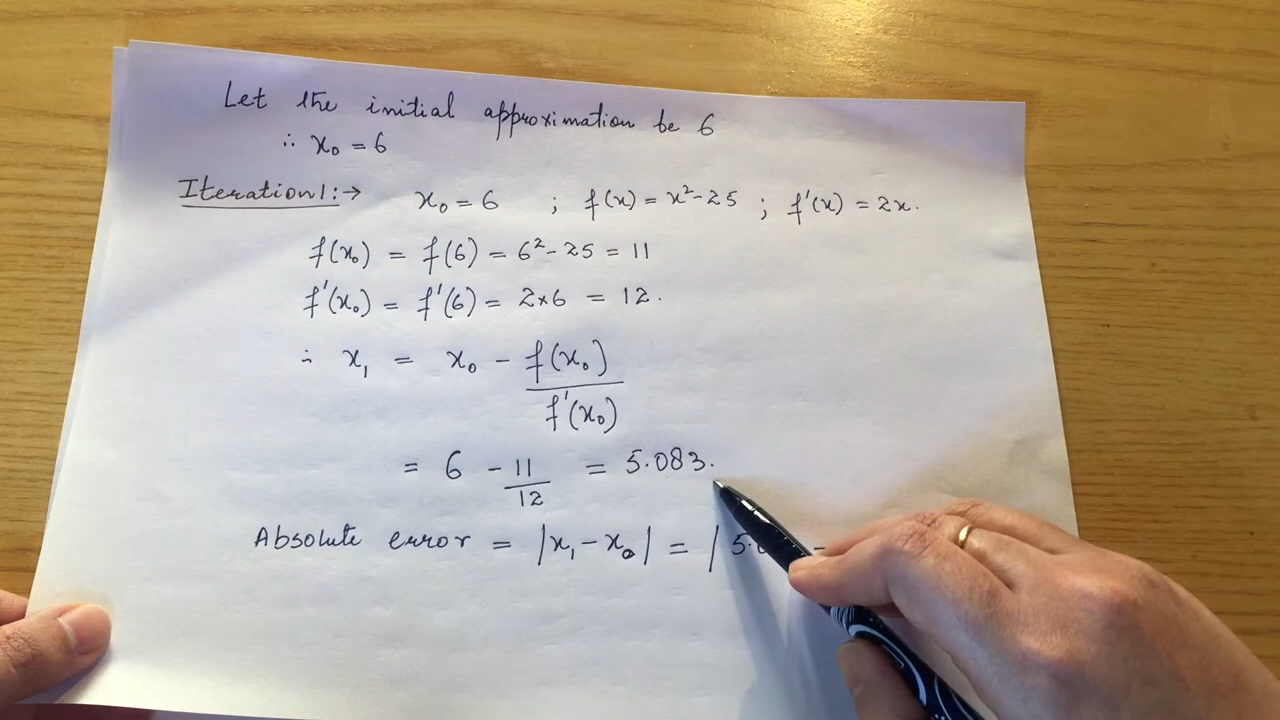 Let the initial approximation be 6
∴ x₀ = 6
Iteration 1:→ x₀ = 6 ; f(x) = x² - 25 ; f'(x) = 2x.
f(x₀) = f(6) = 6² - 25 = 11
f'(x₀) = f'(6) = 2×6 = 12.
∴ x₁ = x₀ - f(x₀)
f'(x₀)
= 6 - 11 = 5.083.
12
Absolute error = |x₁ - x₀| = | 5. -